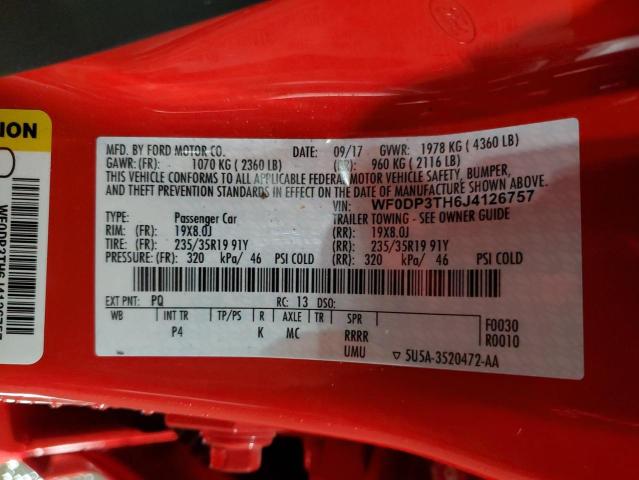 MFD. BY FORD MOTOR CO. DATE: 09/17 GVWR: 1978 KG ( 4360 LB)
GAWR: (FR): 1070 KG ( 2360 LB) (RR): 960 KG ( 2116 LB)
THIS VEHICLE CONFORMS TO ALL APPLICABLE FEDERAL MOTOR VEHICLE SAFETY, BUMPER,
AND THEFT PREVENTION STANDARDS IN EFFECT ON THE DATE OF MANUFACTURE SHOWN ABOVE.
VIN: WF0DP3TH6J4126757
TYPE: Passenger Car TRAILER TOWING - SEE OWNER GUIDE
RIM: (FR): 19X8.0J (RR): 19X8.0J
TIRE: (FR): 235/35R19 91Y (RR): 235/35R19 91Y
PRESSURE: (FR): 320 kPa/ 46 PSI COLD (RR): 320 kPa/ 46 PSI COLD
EXT PNT: PQ RC: 13 DSO:
WB INT TR TP/PS R AXLE TR SPR F0030
P4 K MC RRRR R0010
UMU ▽ 5U5A-3520472-AA
ION
WF0DP3TH6J4126757